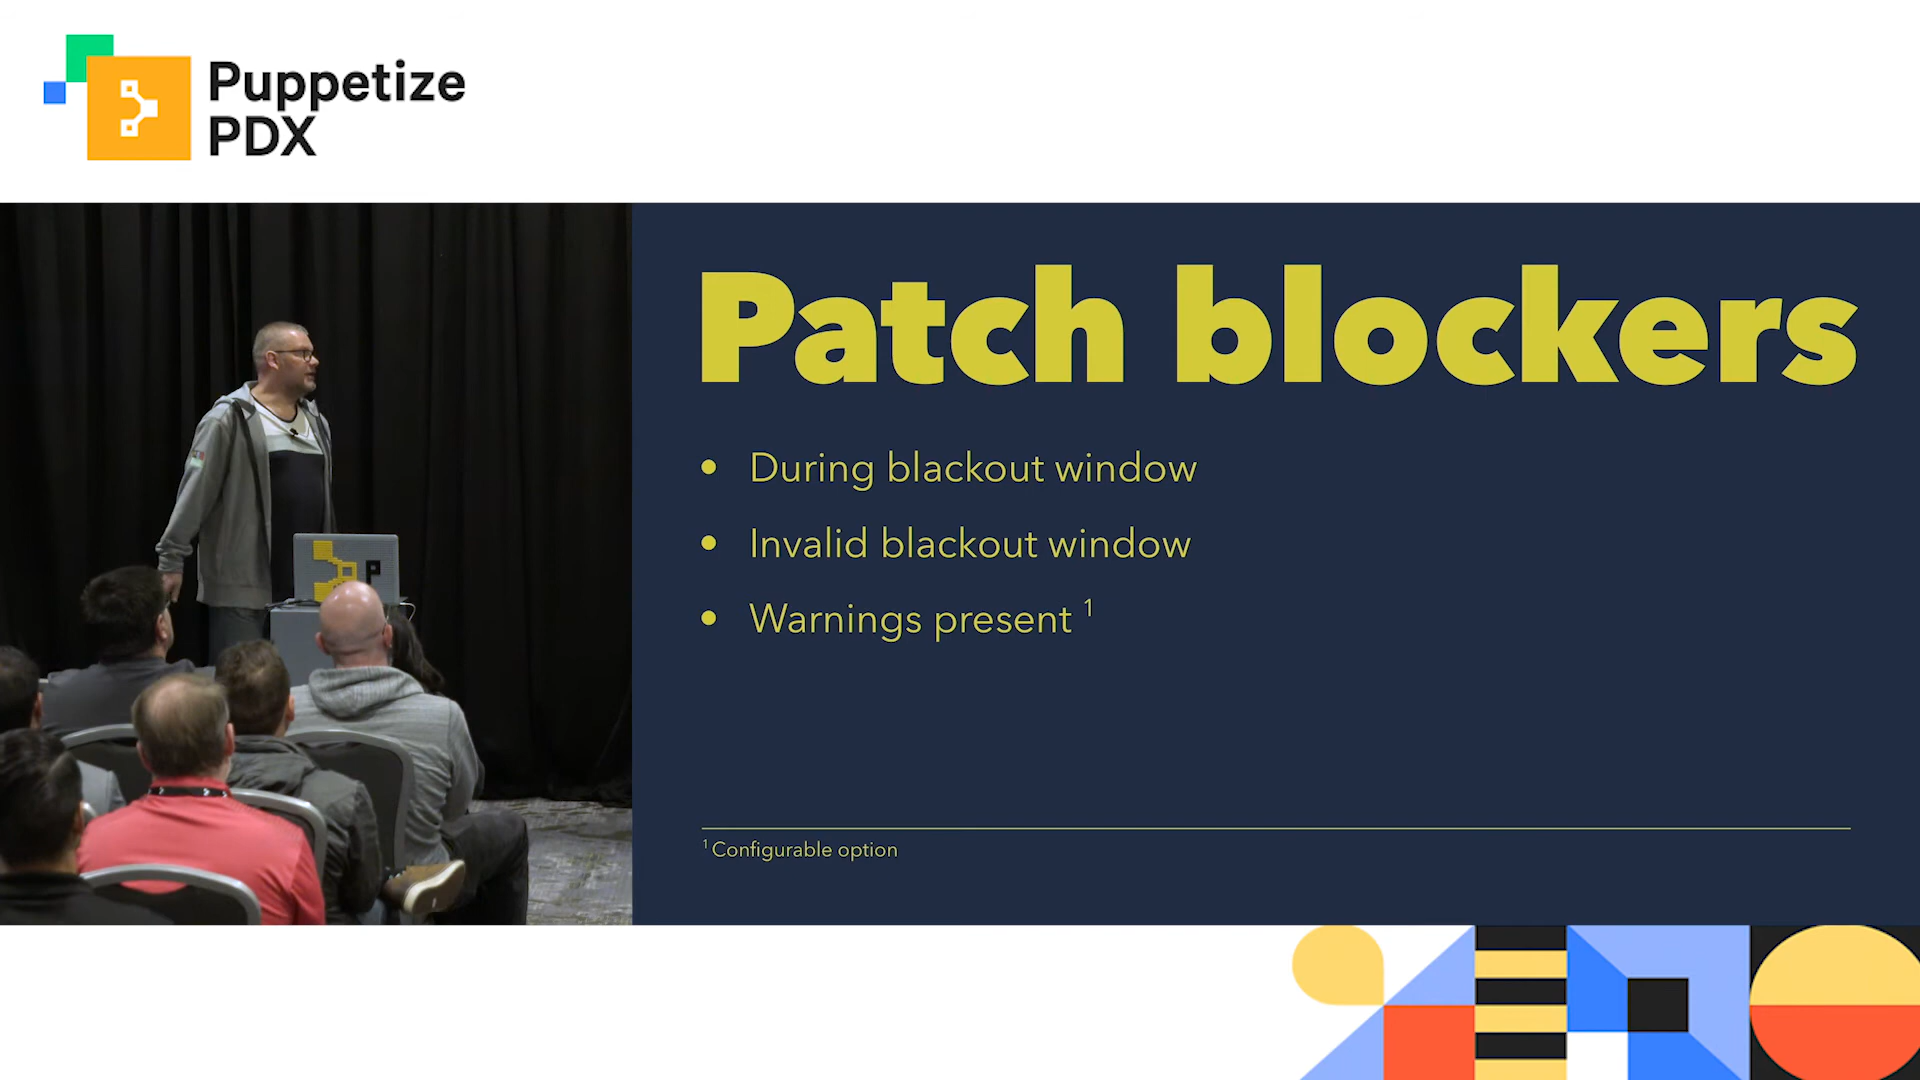 Puppetize
PDX
Patch blockers
• During blackout window
• Invalid blackout window
• Warnings present ¹
¹ Configurable option
P